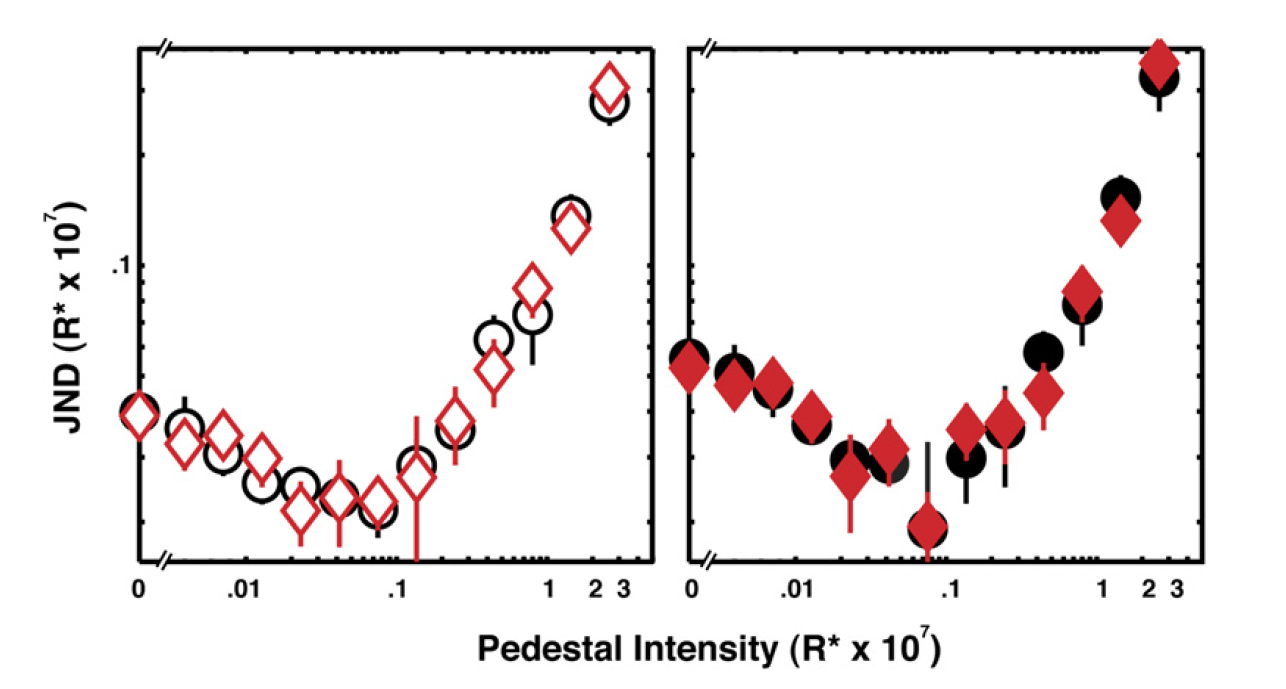 JND (R* x 10⁷)
.1
0 .01 .1 1 2 3
0 .01 .1 1 2 3
Pedestal Intensity (R* x 10⁷)